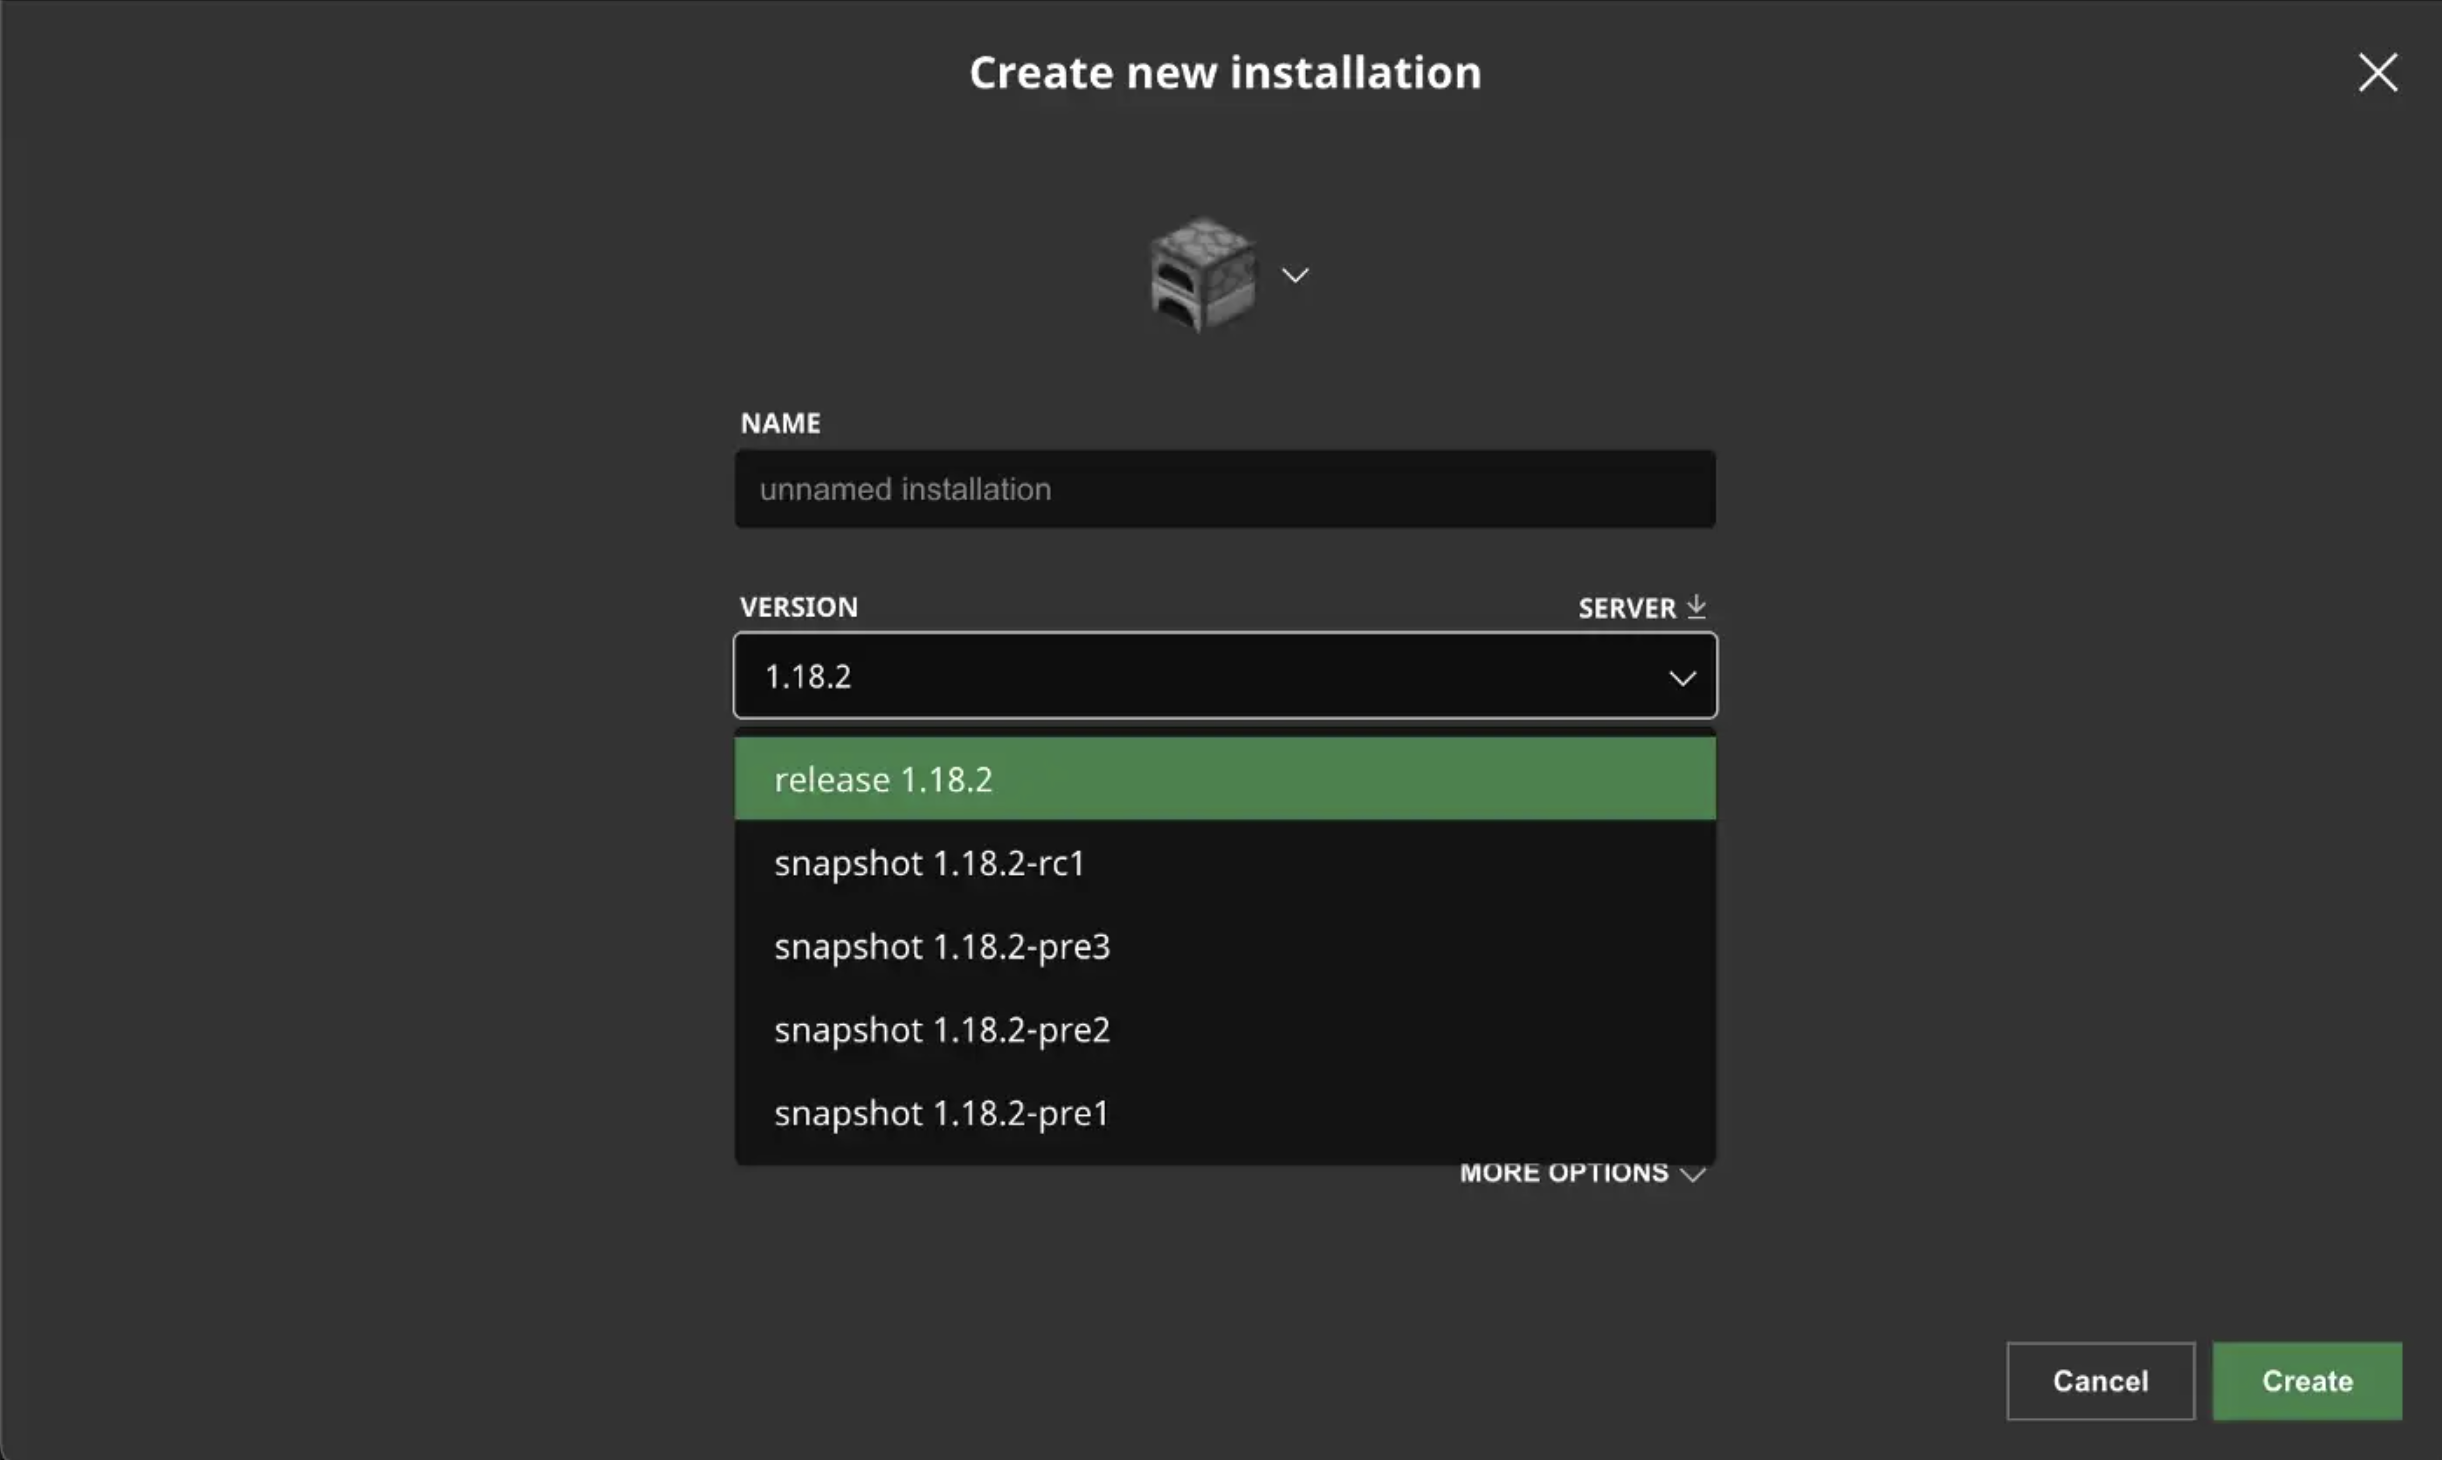 Create new installation
NAME
unnamed installation
VERSION
SERVER
1.18.2
release 1.18.2
snapshot 1.18.2-rc1
snapshot 1.18.2-pre3
snapshot 1.18.2-pre2
snapshot 1.18.2-pre1
MORE OPTIONS
Cancel
Create